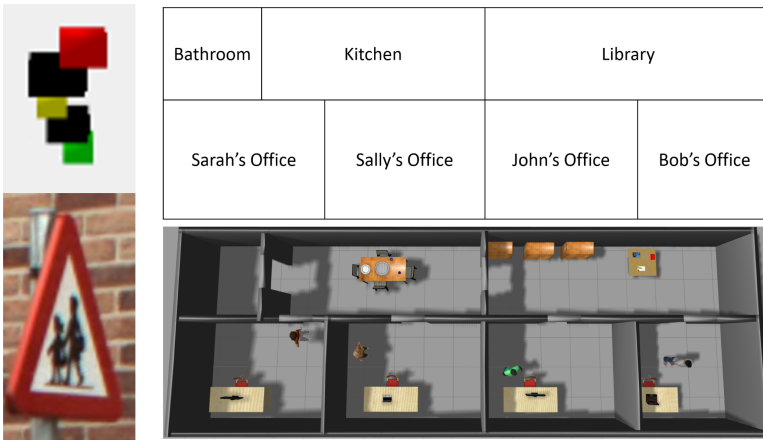 Bathroom
Kitchen
Library
Sarah's Office
Sally's Office
John's Office
Bob's Office